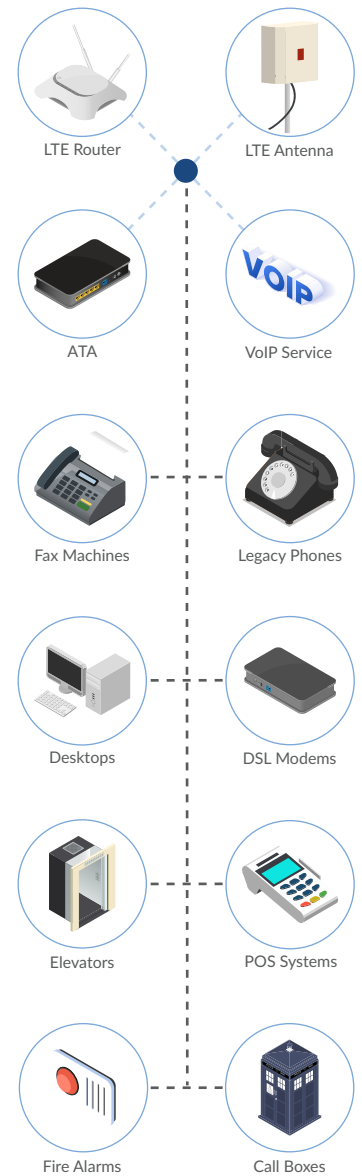 LTE Router
LTE Antenna
ATA
VOIP
VoIP Service
Fax Machines
Legacy Phones
Desktops
DSL Modems
Elevators
POS Systems
Fire Alarms
Call Boxes